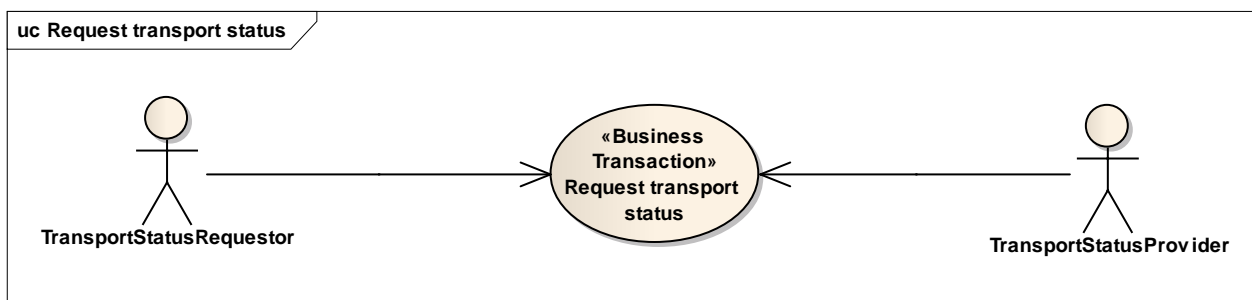 uc Request transport status
«Business
Transaction»
Request transport
status
TransportStatusRequestor
TransportStatusProvider